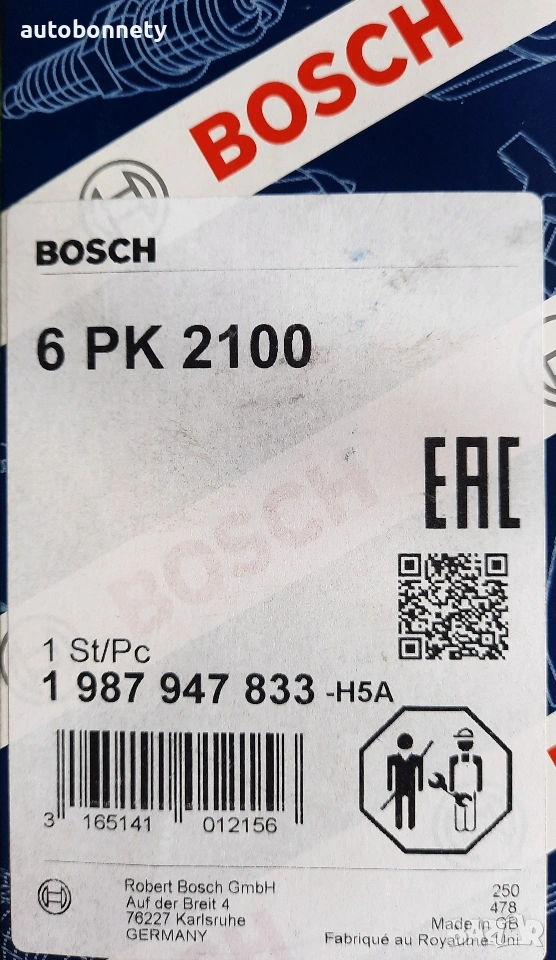 autobonnety
BOSCH
BOSCH
6 PK 2100
EAC
BOSCH
1 St/Pc
1 987 947 833 -H5A
3 165141 012156
Robert Bosch GmbH
Auf der Breit 4
76227 Karlsruhe
GERMANY
250
478
Made in GB
Fabriqué au Royaume-Uni